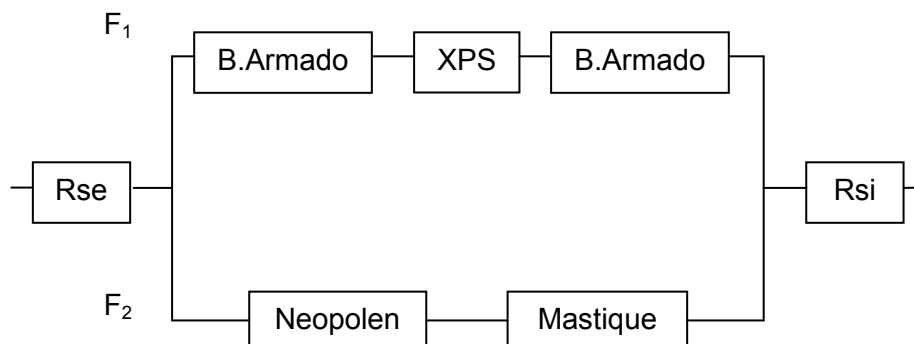 F₁
B.Armado XPS B.Armado
Rse Rsi
F₂
Neopolen Mastique